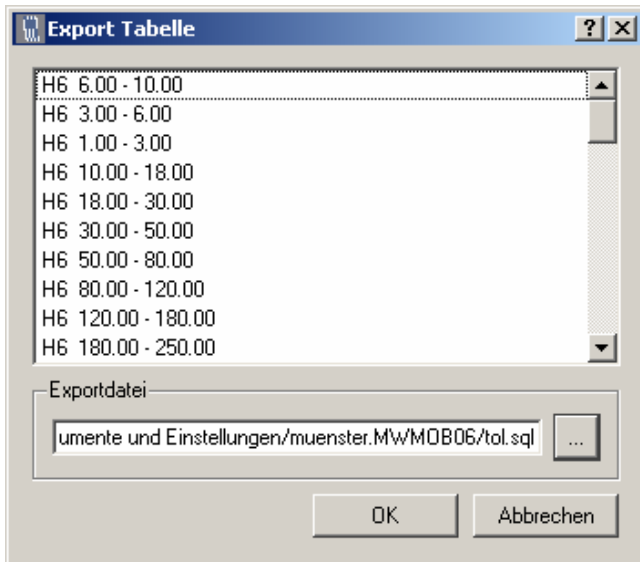 Export Tabelle
H6 6.00 - 10.00
H6 3.00 - 6.00
H6 1.00 - 3.00
H6 10.00 - 18.00
H6 18.00 - 30.00
H6 30.00 - 50.00
H6 50.00 - 80.00
H6 80.00 - 120.00
H6 120.00 - 180.00
H6 180.00 - 250.00
Exportdatei
umente und Einstellungen/muenster.MWMOB06/tol.sql ...
OK Abbrechen